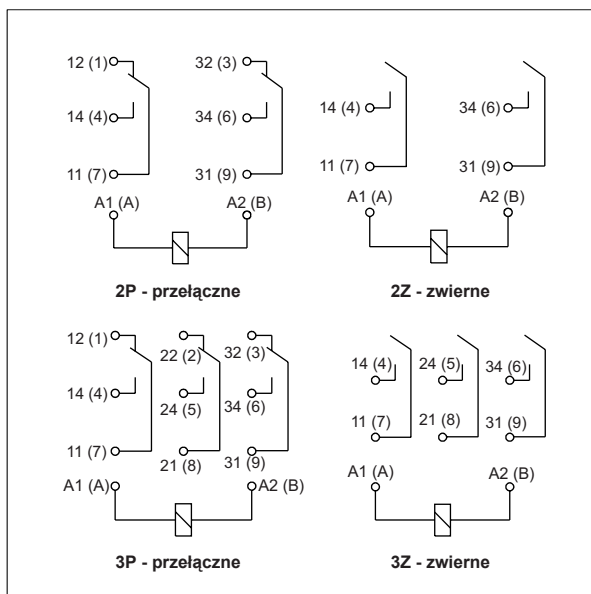 12 (1) 32 (3)
14 (4) 34 (6) 14 (4) 34 (6)
11 (7) 31 (9) 11 (7) 31 (9)
A1 (A) A2 (B) A1 (A) A2 (B)
2P - przełączne 2Z - zwierne
12 (1) 22 (2) 32 (3)
14 (4) 24 (5) 34 (6) 14 (4) 24 (5) 34 (6)
11 (7) 21 (8) 31 (9) 11 (7) 21 (8) 31 (9)
A1 (A) A2 (B) A1 (A) A2 (B)
3P - przełączne 3Z - zwierne